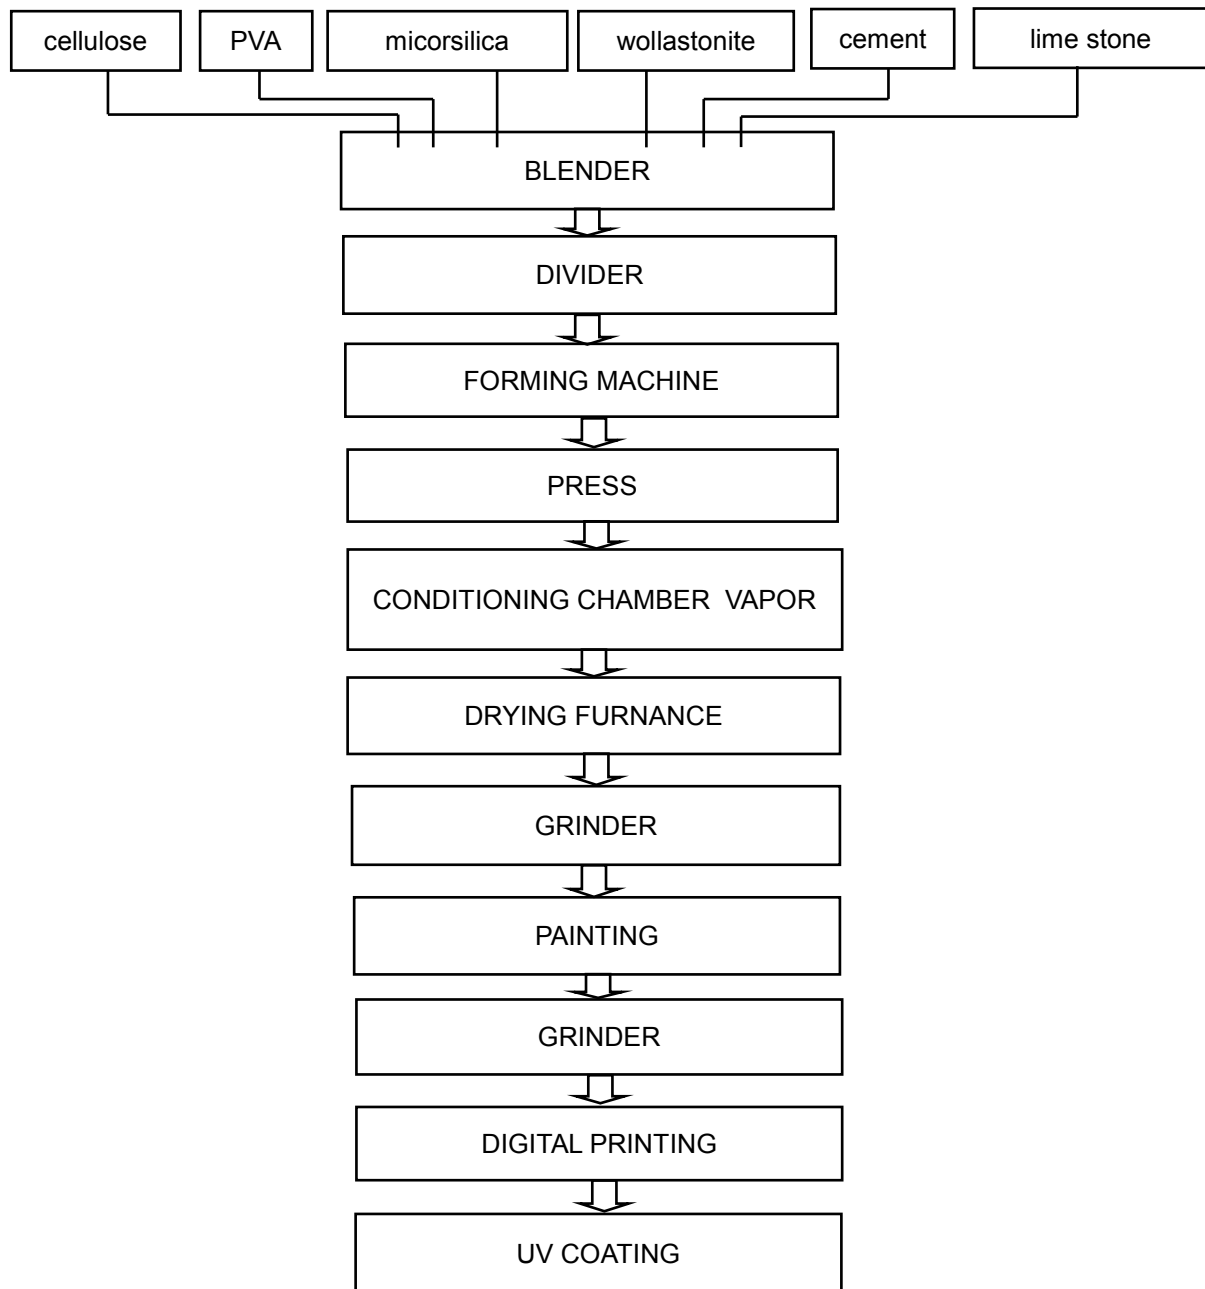 cellulose
PVA
micorsilica
wollastonite
cement
lime stone
BLENDER
DIVIDER
FORMING MACHINE
PRESS
CONDITIONING CHAMBER  VAPOR
DRYING FURNANCE
GRINDER
PAINTING
GRINDER
DIGITAL PRINTING
UV COATING